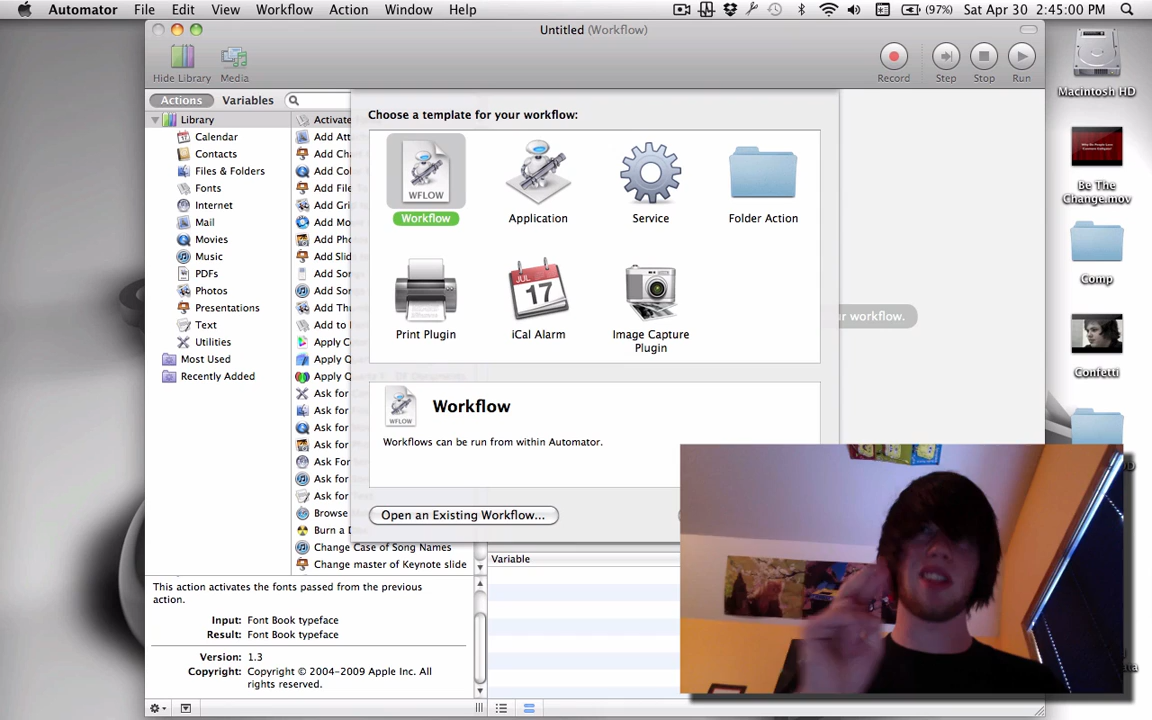 Automator File Edit View Workflow Action Window Help (97%) Sat Apr 30 2:45:00 PM
Untitled (Workflow)
Hide Library Media Record Step Stop Run
Actions Variables
Library
Calendar
Contacts
Files & Folders
Fonts
Internet
Mail
Movies
Music
PDFs
Photos
Presentations
Text
Utilities
Most Used
Recently Added
Activate
Add Att
Add Cha
Add Col
Add File
Add Gri
Add Mo
Add Pho
Add Slid
Add Son
Add Son
Add Thu
Add to
Apply C
Apply Q
Apply Q
Ask for
Ask for
Ask for
Ask for
Ask For
Ask for
Ask for
Browse
Burn a D
Change Case of Song Names
Change master of Keynote slide
Choose a template for your workflow:
WFLOW
Workflow
Application
Service
Folder Action
Print Plugin
JUL
17
iCal Alarm
Image Capture
Plugin
r workflow.
WFLOW
Workflow
Workflows can be run from within Automator.
Open an Existing Workflow...
Variable
This action activates the fonts passed from the previous
action.
Input: Font Book typeface
Result: Font Book typeface
Version: 1.3
Copyright: Copyright © 2004-2009 Apple Inc. All
rights reserved.
Macintosh HD
Be The
Change.mov
Comp
Confetti